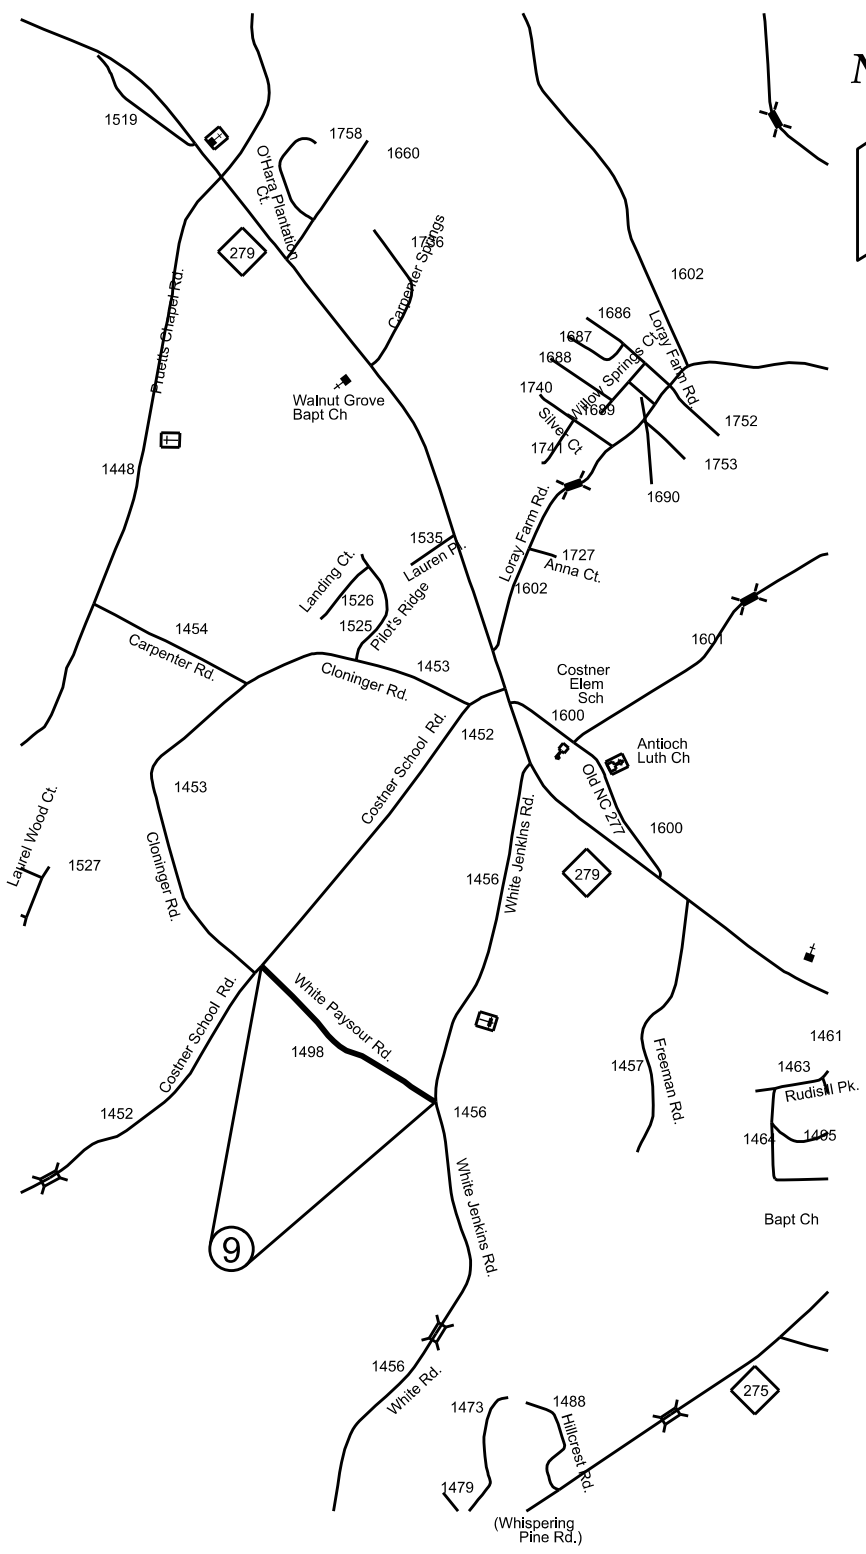 N
1519
1758
1660
O'Hara Plantation
Ct.
279
1736
Carpenter Springs
1602
Pruetts Chapel Rd.
1686
Loray Farm Rd.
1687
Willow Springs Ct
1688
Walnut Grove
Bapt Ch
1740
1689
Silver Ct
1752
1741
1753
1448
1690
Loray Farm Rd.
1535
Lauren Pl.
1727
Anna Ct.
1602
Landing Ct.
1526
1525
Pilot's Ridge
1454
Carpenter Rd.
1453
Cloninger Rd.
1601
Costner
Elem
Sch
1600
1452
Costner School Rd.
Antioch
Luth Ch
1453
Old NC 277
1600
White Jenkins Rd.
Laurel Wood Ct.
1527
Cloninger Rd.
1456
279
Costner School Rd.
White Paysour Rd.
1498
1461
1457
Freeman Rd.
1463
Rudisill Pk.
1452
1456
1464
1495
White Jenkins Rd.
Bapt Ch
9
1456
White Rd.
275
1473
1488
Hillcrest Rd.
1479
(Whispering
Pine Rd.)